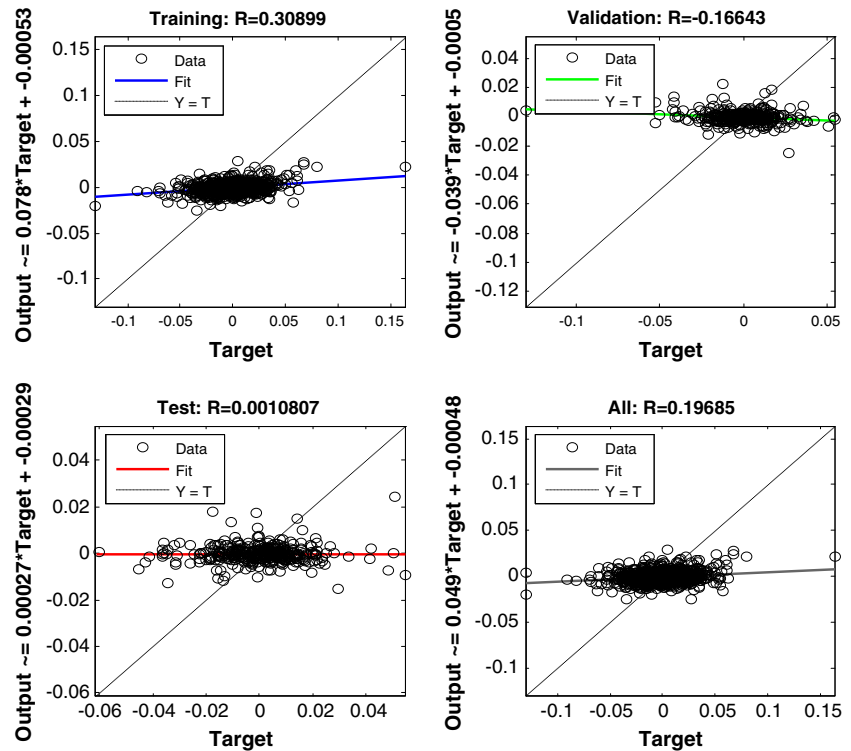 Training: R=0.30899
Output ~= 0.078*Target + -0.00053
0.15
0.1
0.05
0
-0.05
-0.1
Data
Fit
Y = T
-0.1 -0.05 0 0.05 0.1 0.15
Target
Validation: R=-0.16643
Output ~= -0.039*Target + -0.0005
0.04
0.02
0
-0.02
-0.04
-0.06
-0.08
-0.1
-0.12
Data
Fit
Y = T
-0.1 -0.05 0 0.05
Target
Test: R=0.0010807
Output ~= 0.00027*Target + -0.00029
0.04
0.02
0
-0.02
-0.04
-0.06
Data
Fit
Y = T
-0.06 -0.04 -0.02 0 0.02 0.04
Target
All: R=0.19685
Output ~= 0.049*Target + -0.00048
0.15
0.1
0.05
0
-0.05
-0.1
Data
Fit
Y = T
-0.1 -0.05 0 0.05 0.1 0.15
Target